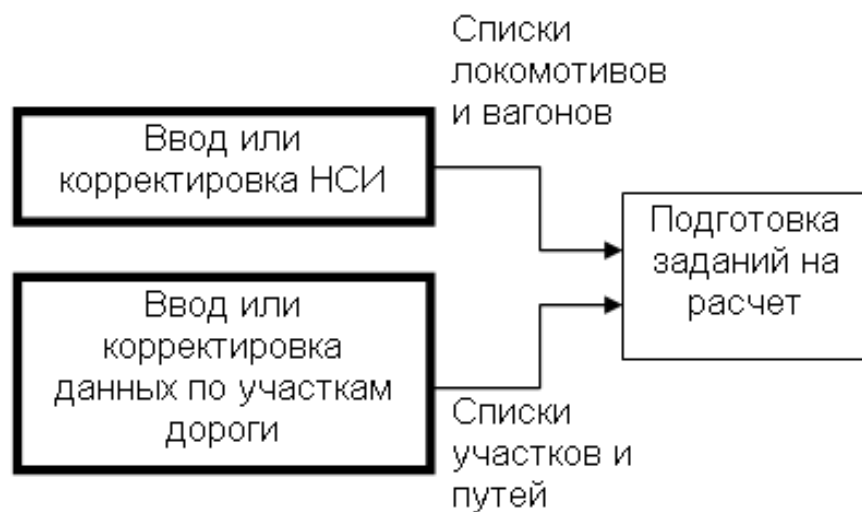 Списки
локомотивов
и вагонов
Ввод или
корректировка НСИ
Подготовка
заданий на
расчет
Ввод или
корректировка
данных по участкам
дороги
Списки
участков и
путей